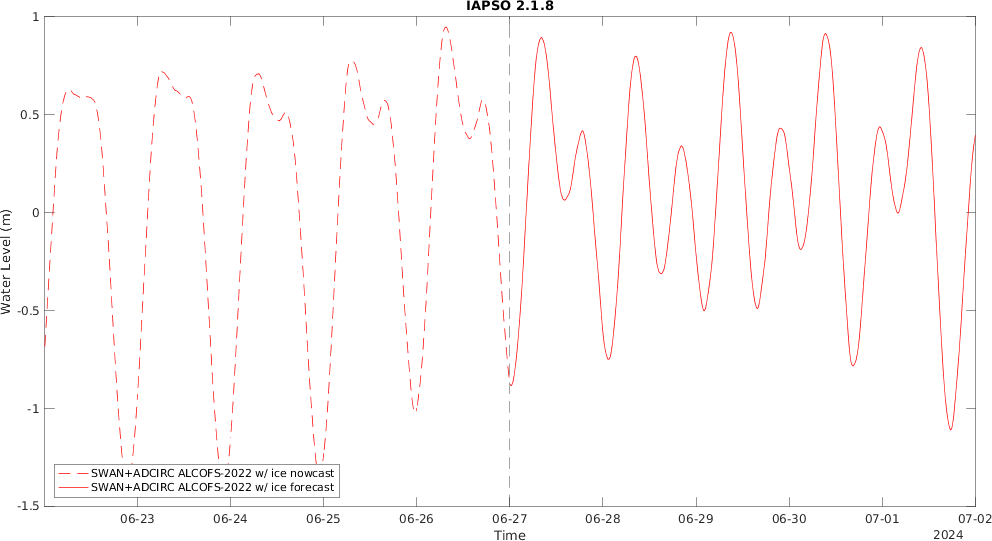 IAPSO 2.1.8
1
0.5
0
-0.5
-1
-1.5
Water Level (m)
SWAN+ADCIRC ALCOFS-2022 w/ ice nowcast
SWAN+ADCIRC ALCOFS-2022 w/ ice forecast
06-23 06-24 06-25 06-26 06-27 06-28 06-29 06-30 07-01 07-02
Time
2024